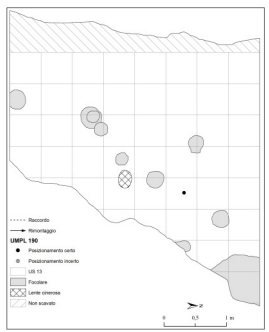 Raccordo
Rimontaggio
UMPL 190
Posizionamento certo
Posizionamento incerto
US 13
Focolare
Lente cinerosa
Non scavato
N
0 0,5 1 m